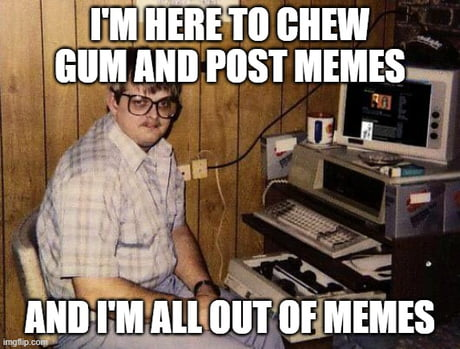 I'M HERE TO CHEW
GUM AND POST MEMES
AND I'M ALL OUT OF MEMES
imgflip.com